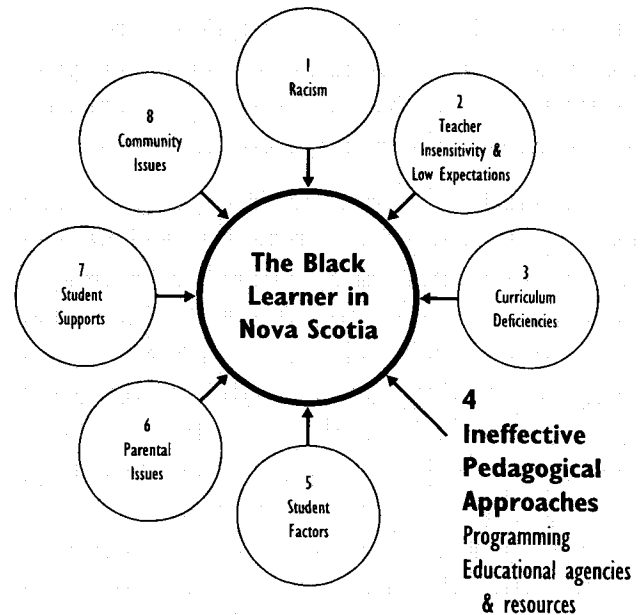 1
Racism
2
Teacher
Insensitivity &
Low Expectations
3
Curriculum
Deficiencies
4
Ineffective
Pedagogical
Approaches
Programming
Educational agencies
& resources
5
Student
Factors
6
Parental
Issues
7
Student
Supports
8
Community
Issues
The Black
Learner in
Nova Scotia